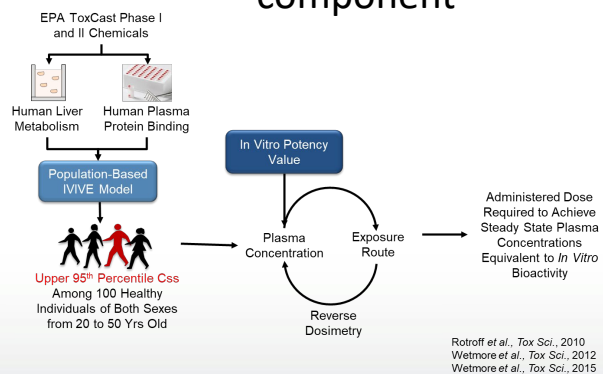 component
EPA ToxCast Phase I
and II Chemicals
Human Liver
Metabolism
Human Plasma
Protein Binding
Population-Based
IVIVE Model
Upper 95th Percentile Css
Among 100 Healthy
Individuals of Both Sexes
from 20 to 50 Yrs Old
In Vitro Potency
Value
Plasma
Concentration
Exposure
Route
Reverse
Dosimetry
Administered Dose
Required to Achieve
Steady State Plasma
Concentrations
Equivalent to In Vitro
Bioactivity
Rotroff et al., Tox Sci., 2010
Wetmore et al., Tox Sci., 2012
Wetmore et al., Tox Sci., 2015